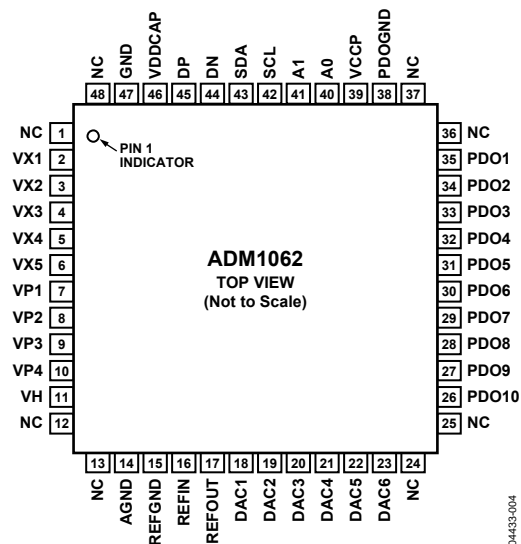 NC
GND
VDDCAP
DP
DN
SDA
SCL
A1
A0
VCCP
PDOGND
NC
48 47 46 45 44 43 42 41 40 39 38 37
NC 1
VX1 2
VX2 3
VX3 4
VX4 5
VX5 6
VP1 7
VP2 8
VP3 9
VP4 10
VH 11
NC 12
PIN 1
INDICATOR
ADM1062
TOP VIEW
(Not to Scale)
36 NC
35 PDO1
34 PDO2
33 PDO3
32 PDO4
31 PDO5
30 PDO6
29 PDO7
28 PDO8
27 PDO9
26 PDO10
25 NC
13 14 15 16 17 18 19 20 21 22 23 24
NC
AGND
REFGND
REFIN
REFOUT
DAC1
DAC2
DAC3
DAC4
DAC5
DAC6
NC
04433-004